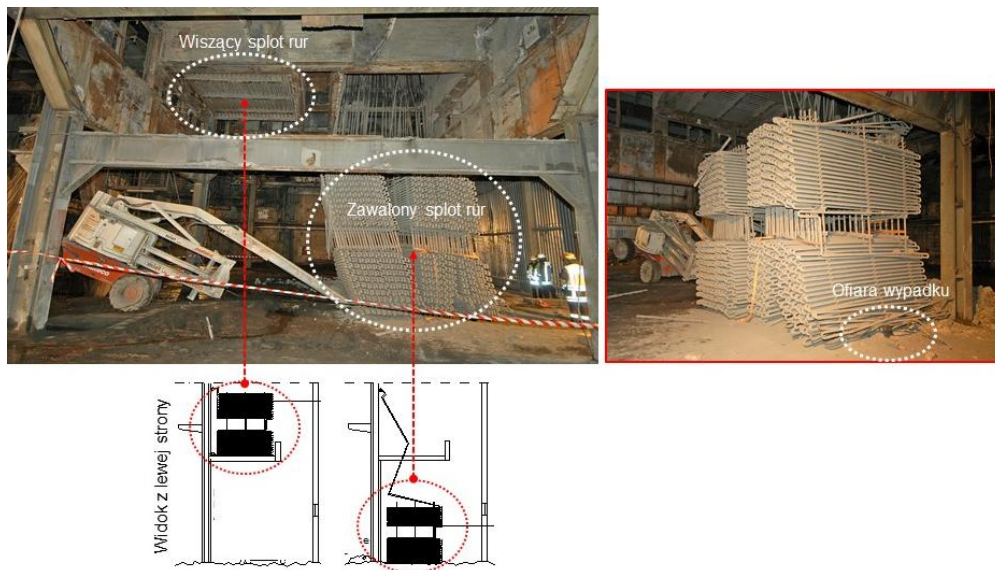 Wiszący splot rur
Zawalony splot rur
Ofiara wypadku
Widok z lewej strony